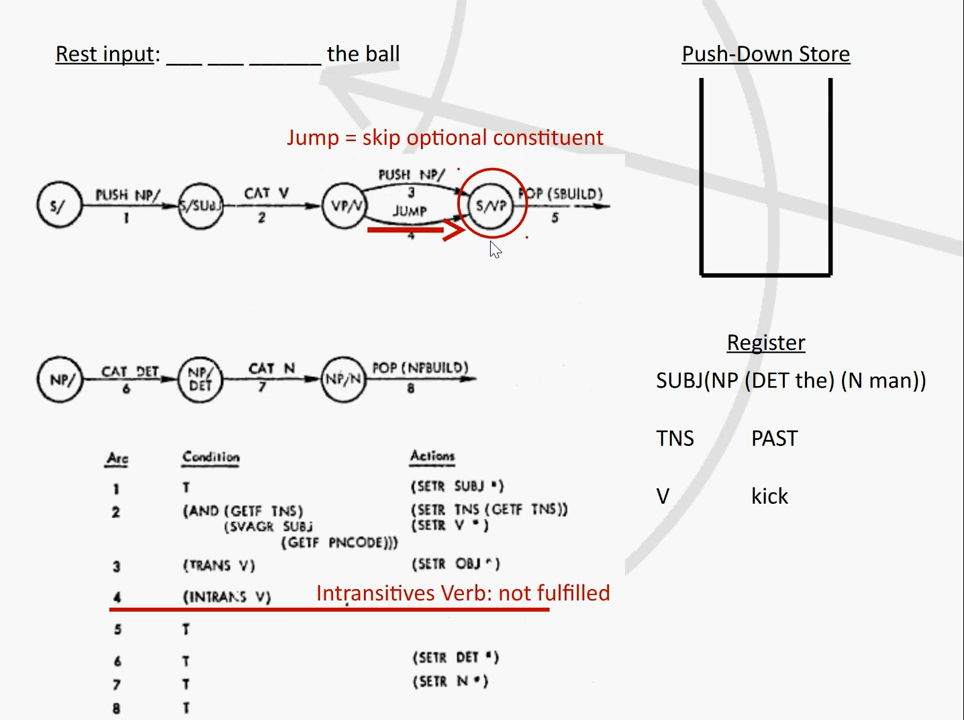 Rest input: ___ ___ ______ the ball
Push-Down Store
Jump = skip optional constituent
PUSH NP/
3
S/
PUSH NP/
1
S/SUBJ
CAT V
2
VP/V
JUMP
4
S/VP
POP (SBUILD)
5
Register
SUBJ(NP (DET the) (N man))
NP/
CAT DET
6
NP/
DET
CAT N
7
NP/N
POP (NPBUILD)
8
TNS PAST
Arc Condition Actions
1 T (SETR SUBJ *)
V kick
2 (AND (GETF TNS) (SETR TNS (GETF TNS))
(SVAGR SUBJ (SETR V *)
(GETF PNCODE)))
3 (TRANS V) (SETR OBJ *)
4 (INTRANS V) Intransitives Verb: not fulfilled
5 T
6 T (SETR DET *)
7 T (SETR N *)
8 T